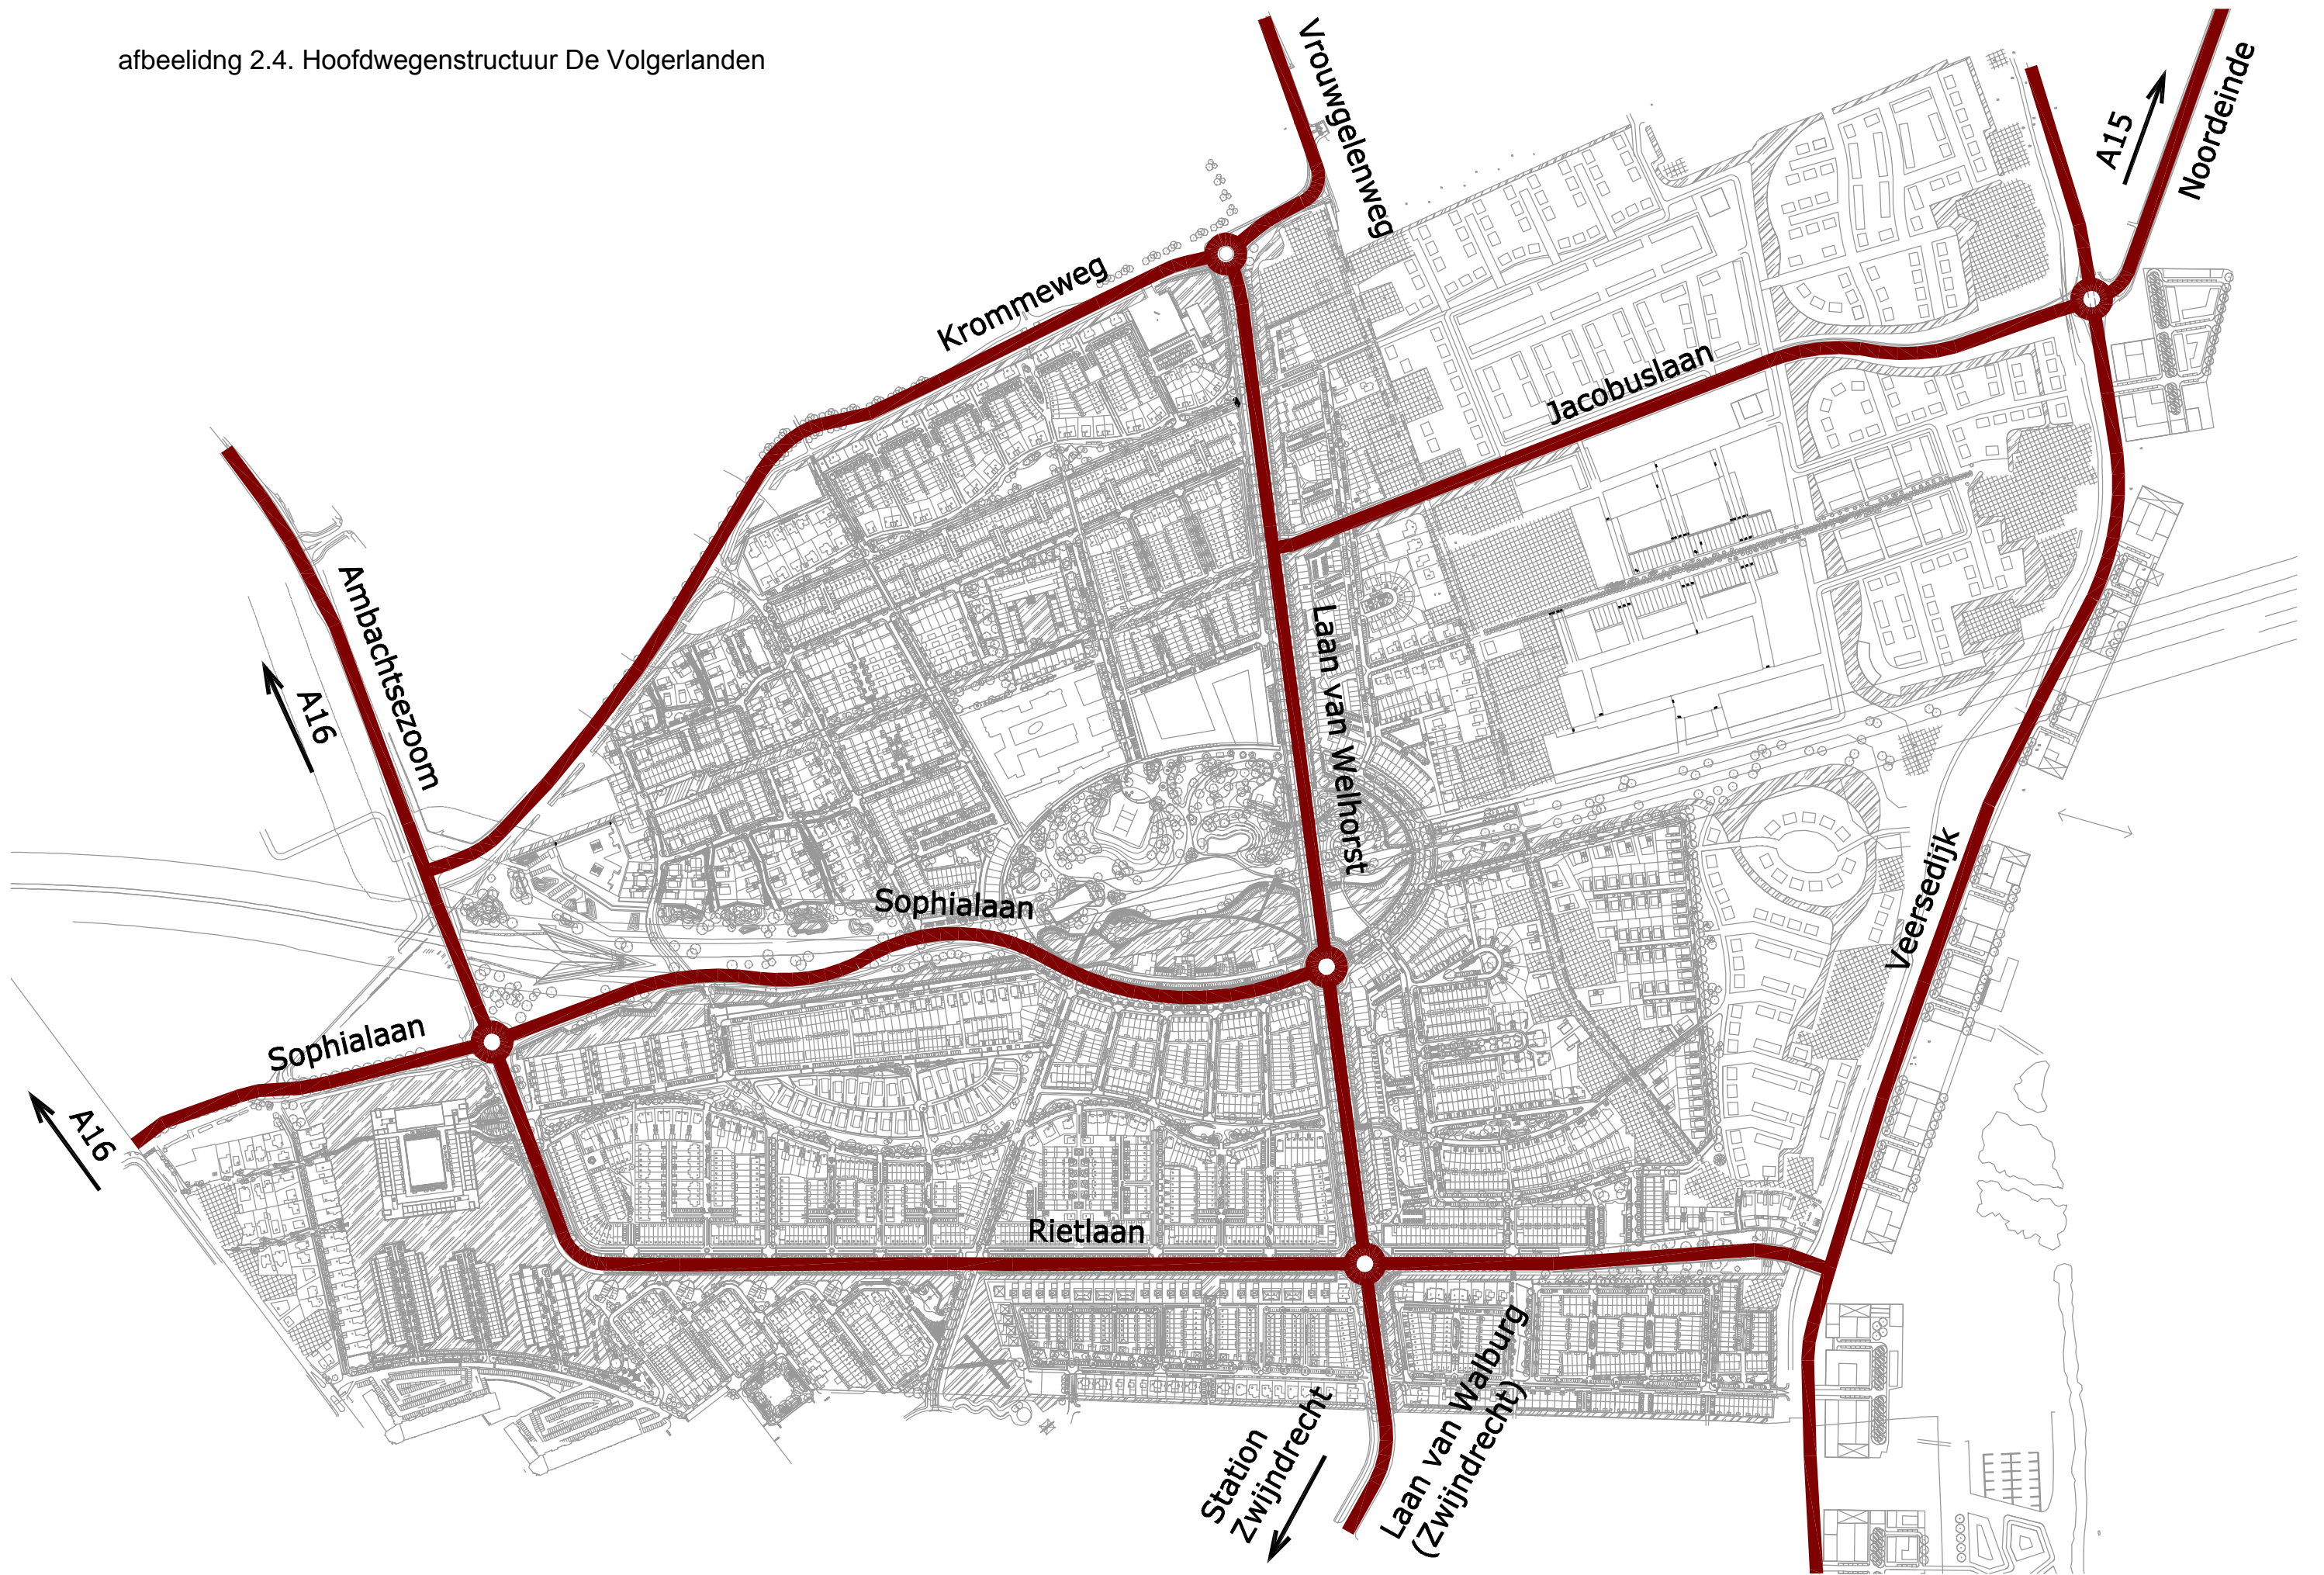 afbeelidng 2.4. Hoofdwegenstructuur De Volgerlanden
Vrouwgelenweg
A15
Noordeinde
Krommeweg
Jacobuslaan
Ambachtsezoom
A16
Laan van Welhorst
Sophialaan
Veersedijk
Sophialaan
A16
Rietlaan
Station
Zwijndrecht
Laan van Walburg
(Zwijndrecht)